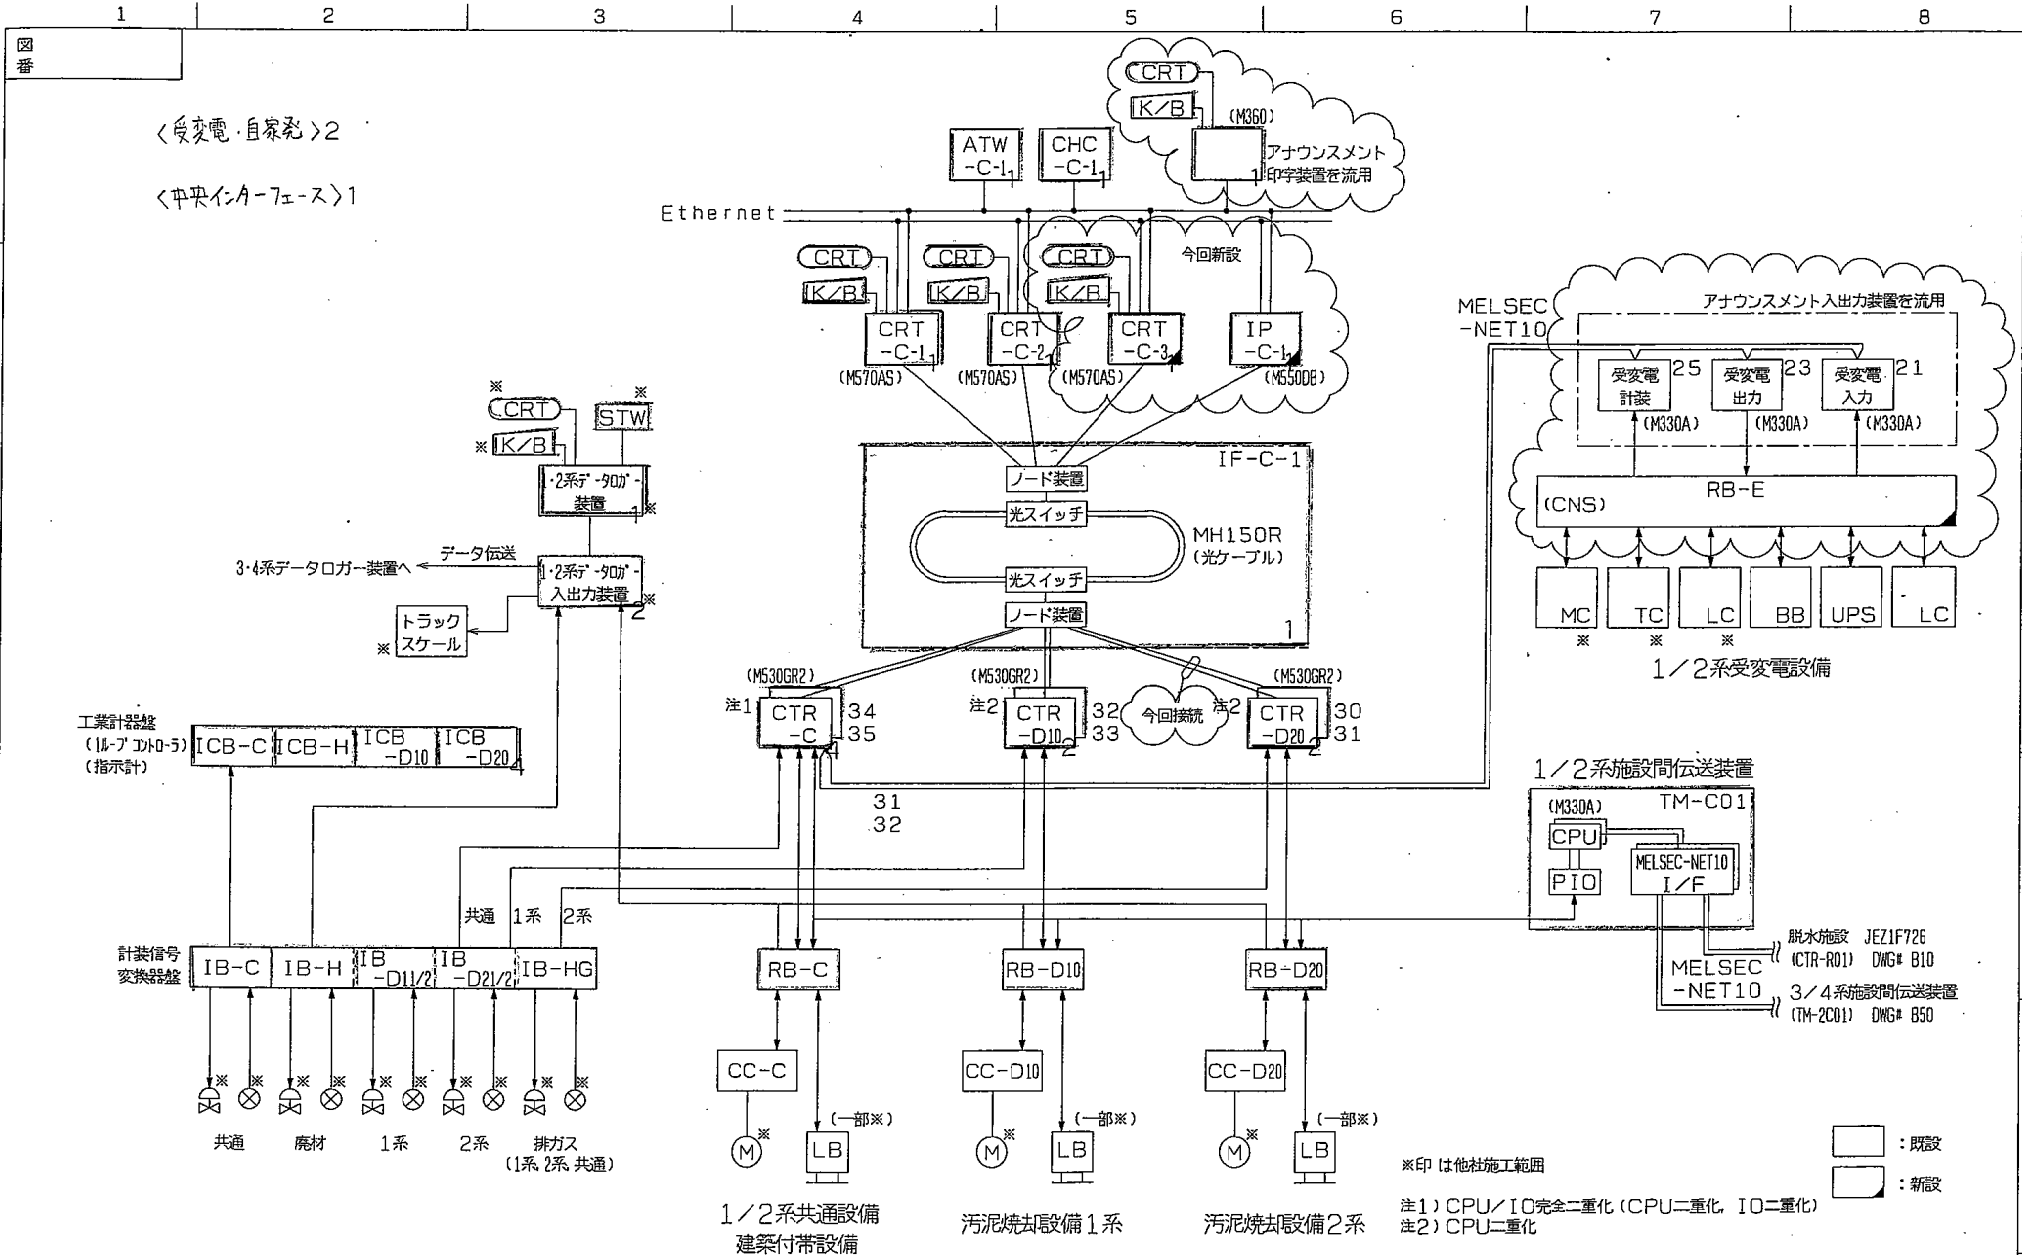 1 2 3 4 5 6 7 8
図
番
〈受変電・自家発〉2
〈中央インターフェース〉1
CRT
K/B
(M360)
1
アナウンスメント
印字装置を流用
ATW
-C-1
1
CHC
-C-1
1
Ethernet
今回新設
CRT
K/B
CRT
-C-1
1
(M570AS)
CRT
K/B
CRT
-C-2
1
(M570AS)
CRT
K/B
CRT
-C-3
1
(M570AS)
IP
-C-1
1
(M550DB)
MELSEC
-NET10
アナウンスメント入出力装置を流用
受変電
計装
25
(M330A)
受変電
出力
23
(M330A)
受変電
入力
21
(M330A)
RB-E
(CNS)
MC
※
TC
※
LC
※
BB
UPS
LC
1/2系受変電設備
※
CRT
※
K/B
※
STW
1・2系データロガー
装置
1
※
データ伝送
3・4系データロガー装置へ
1・2系データロガー
入出力装置
※
2
トラック
スケール
※
IF-C-1
ノード装置
光スイッチ
MH150R
(光ケーブル)
光スイッチ
ノード装置
1
(M530GR2)
注1
CTR
-C
4
34
35
(M530GR2)
注2
CTR
-D10
2
32
33
今回接続
(M530GR2)
注2
CTR
-D20
2
30
31
31
32
工業計器盤
(1ループコントローラ)
(指示計)
ICB-C
ICB-H
ICB
-D10
ICB
-D20
4
1/2系施設間伝送装置
TM-C01
(M330A)
CPU
PIO
MELSEC-NET10
I/F
脱水施設 JEZ1F726
(CTR-R01) DWG# B10
MELSEC
-NET10
3/4系施設間伝送装置
(TM-2C01) DWG# B50
共通 1系 2系
計装信号
変換器盤
IB-C
IB-H
IB
-D11/2
IB
-D21/2
IB-HG
RB-C
RB-D10
RB-D20
CC-C
CC-D10
CC-D20
※ ※ ※ ※ ※ ※ ※ ※ ※ ※
共通 廃材 1系 2系 排ガス
(1系,2系,共通)
M
※
(一部※)
LB
M
※
(一部※)
LB
M
※
(一部※)
LB
1/2系共通設備
建築付帯設備
汚泥焼却設備1系
汚泥焼却設備2系
※印は他社施工範囲
注1) CPU/IO完全二重化(CPU二重化, IO二重化)
注2) CPU二重化
:既設
:新設